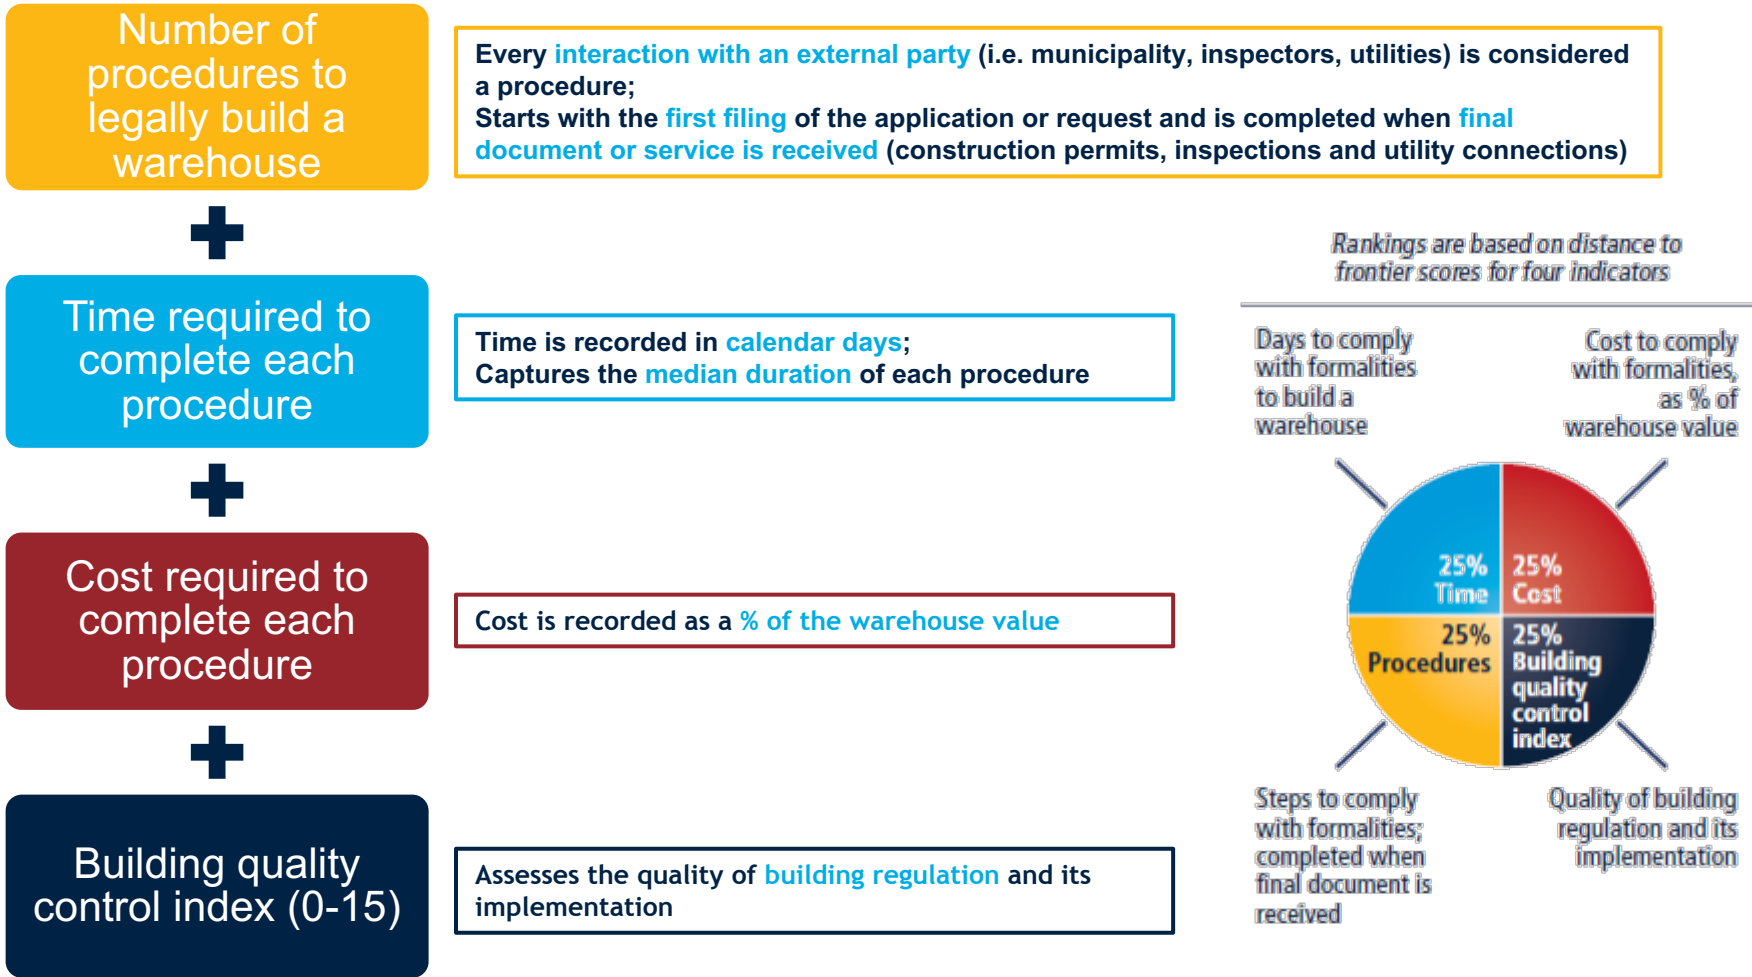 Number of
procedures to
legally build a
warehouse
Every interaction with an external party (i.e. municipality, inspectors, utilities) is considered
a procedure;
Starts with the first filing of the application or request and is completed when final
document or service is received (construction permits, inspections and utility connections)
Time required to
complete each
procedure
Time is recorded in calendar days;
Captures the median duration of each procedure
Cost required to
complete each
procedure
Cost is recorded as a % of the warehouse value
Building quality
control index (0-15)
Assesses the quality of building regulation and its
implementation
Rankings are based on distance to
frontier scores for four indicators
Days to comply
with formalities
to build a
warehouse
Cost to comply
with formalities,
as % of
warehouse value
25%
Time
25%
Cost
25%
Procedures
25%
Building
quality
control
index
Steps to comply
with formalities;
completed when
final document is
received
Quality of building
regulation and its
implementation